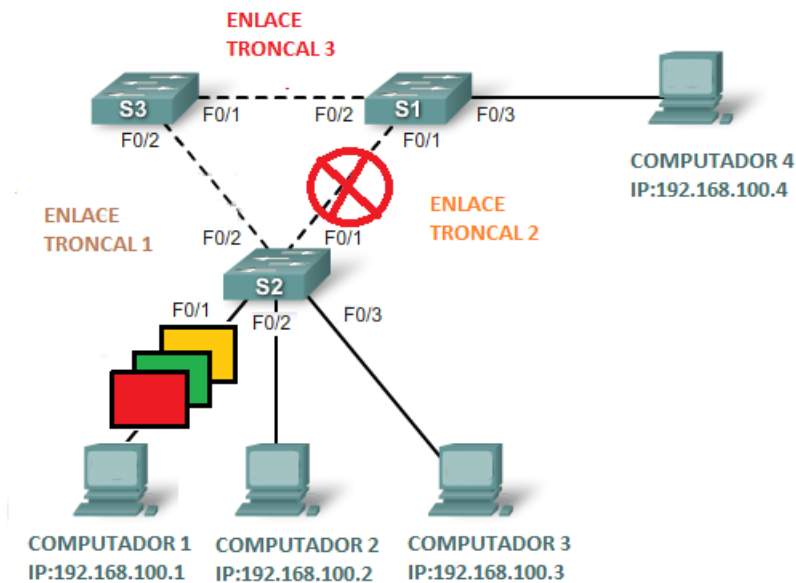 ENLACE
TRONCAL 3
S3
F0/1
F0/2
S1
F0/3
F0/2
F0/1
COMPUTADOR 4
IP:192.168.100.4
ENLACE
TRONCAL 1
ENLACE
TRONCAL 2
F0/2
F0/1
S2
F0/1
F0/2
F0/3
COMPUTADOR 1
IP:192.168.100.1
COMPUTADOR 2
IP:192.168.100.2
COMPUTADOR 3
IP:192.168.100.3